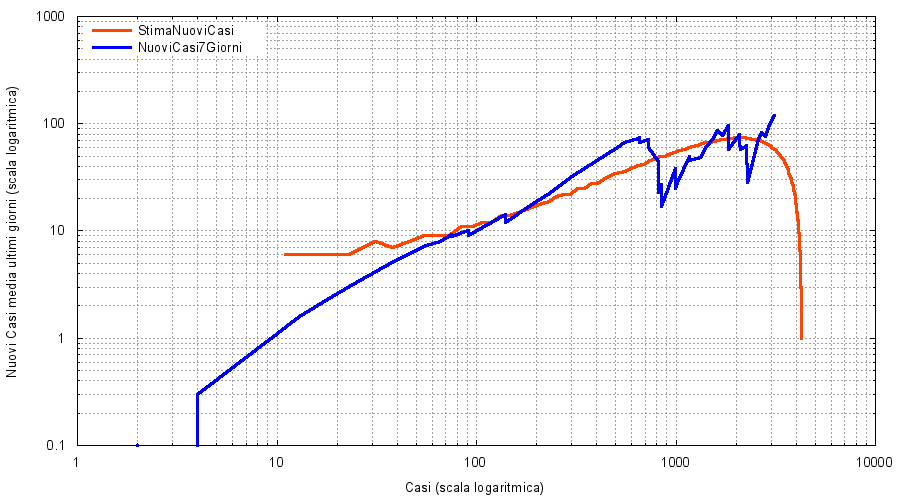 1000
100
10
1
0.1
1
10
100
1000
10000
StimaNuoviCasi
NuoviCasi7Giorni
Nuovi Casi media ultimi giorni (scala logaritmica)
Casi (scala logaritmica)